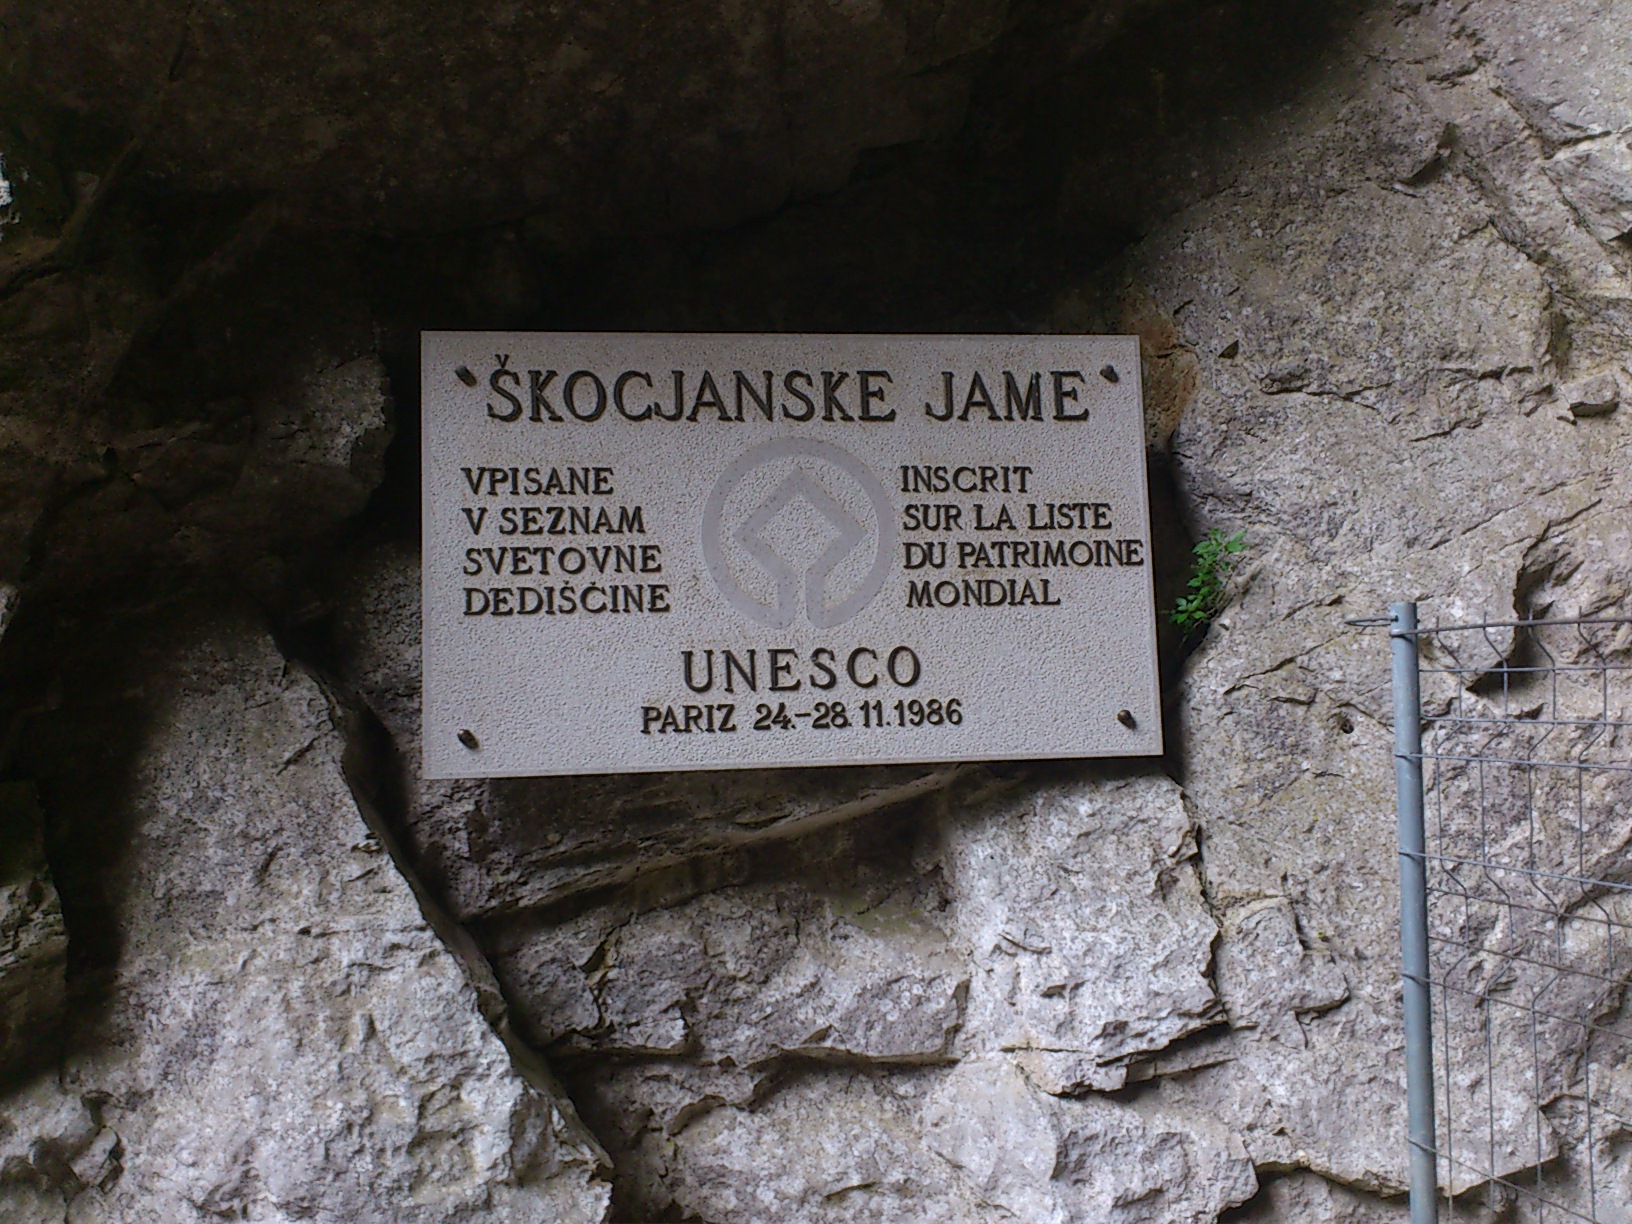 ŠKOCJANSKE JAME
VPISANE
V SEZNAM
SVETOVNE
DEDIŠČINE
INSCRIT
SUR LA LISTE
DU PATRIMOINE
MONDIAL
UNESCO
PARIZ 24.-28.11.1986